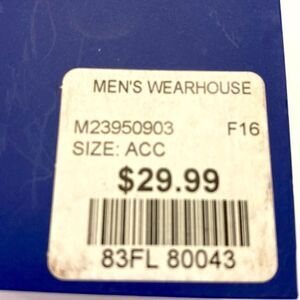 MEN'S WEARHOUSE
M23950903 F16
SIZE: ACC
$29.99
83FL 80043